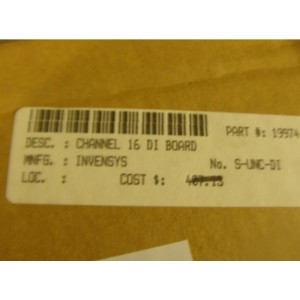 PART #: 19974
DESC. : CHANNEL 16 DI BOARD
MNFG. : INVENSYS No. S-UNC-DI
LOC. : COST $: